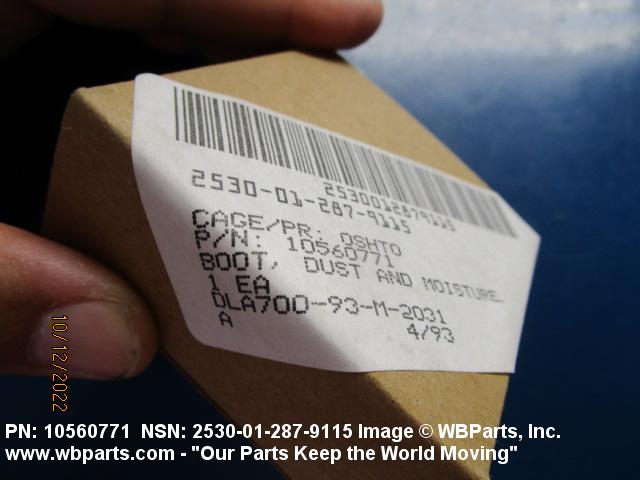 2530012879115
2530-01-287-9115
CAGE/PR: OSHTO
P/N: 10560771
BOOT, DUST AND MOISTURE
1 EA
DLA700-93-M-2031
A 4/93
10/12/2022
PN: 10560771 NSN: 2530-01-287-9115 Image © WBParts, Inc.
www.wbparts.com - "Our Parts Keep the World Moving"